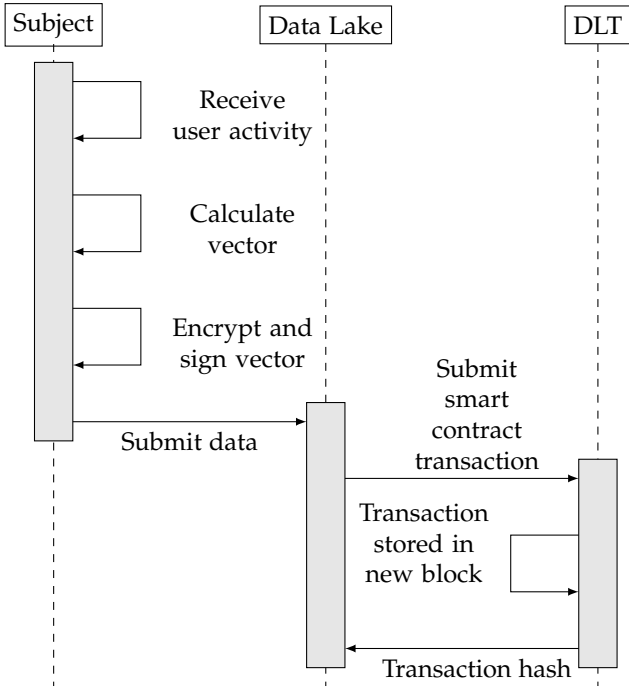 Subject
Data Lake
DLT
Receive
user activity
Calculate
vector
Encrypt and
sign vector
Submit data
Submit
smart
contract
transaction
Transaction
stored in
new block
Transaction hash